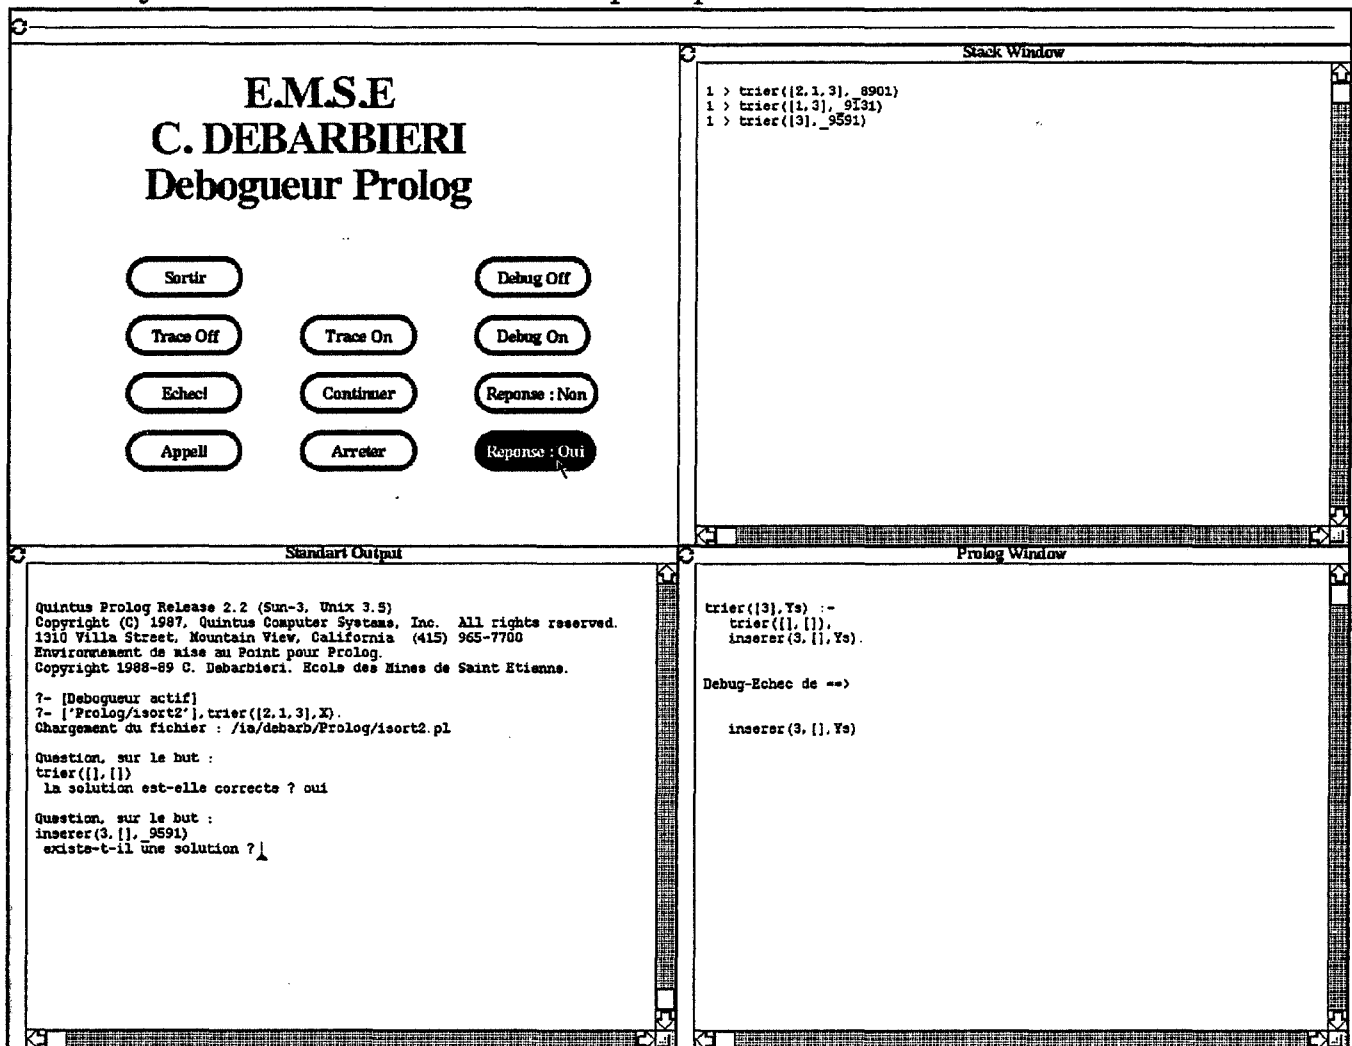 E.M.S.E
C. DEBARBIERI
Debogueur Prolog
Sortir
Debug Off
Trace Off
Trace On
Debug On
Echec!
Continuer
Reponse : Non
Appel!
Arreter
Reponse : Oui
Stack Window
1 > trier([2,1,3],_8901)
1 > trier([1,3],_9131)
1 > trier([3],_9591)
Standart Output
Quintus Prolog Release 2.2 (Sun-3, Unix 3.5)
Copyright (C) 1987, Quintus Computer Systems, Inc. All rights reserved.
1310 Villa Street, Mountain View, California (415) 965-7700
Environnement de mise au Point pour Prolog.
Copyright 1988-89 C. Debarbieri. Ecole des Mines de Saint Etienne.
?- [Debogueur actif]
?- ['Prolog/isort2'],trier([2,1,3],X).
Chargement du fichier : /ia/debarb/Prolog/isort2.pl
Question, sur le but :
trier([],[])
la solution est-elle correcte ? oui
Question, sur le but :
inserer(3,[],_9591)
existe-t-il une solution ?
Prolog Window
trier([3],Ys) :-
trier([],[]),
inserer(3,[],Ys).
Debug-Echec de ==>
inserer(3,[],Ys)